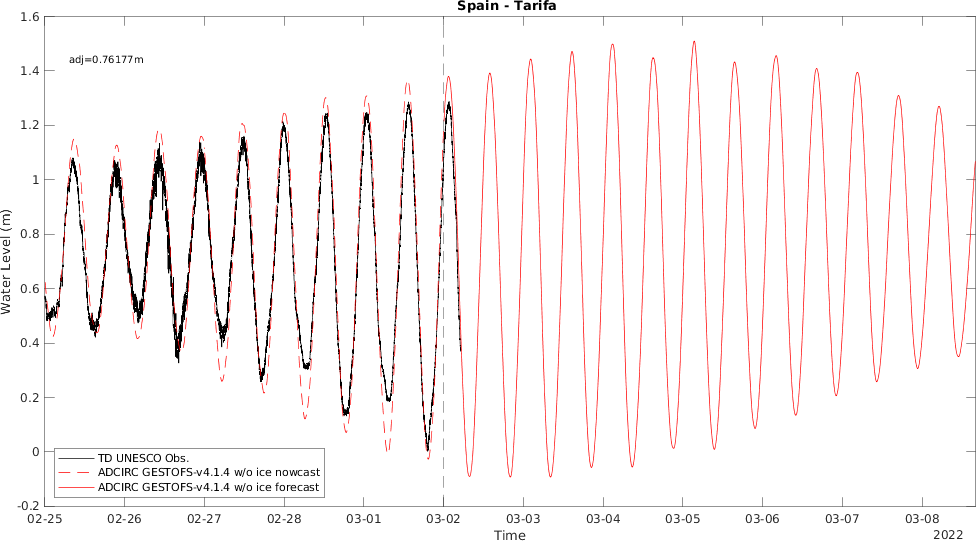 Spain - Tarifa
adj=0.76177m
Water Level (m)
1.6
1.4
1.2
1
0.8
0.6
0.4
0.2
0
-0.2
TD UNESCO Obs.
ADCIRC GESTOFS-v4.1.4 w/o ice nowcast
ADCIRC GESTOFS-v4.1.4 w/o ice forecast
02-25 02-26 02-27 02-28 03-01 03-02 03-03 03-04 03-05 03-06 03-07 03-08
Time
2022